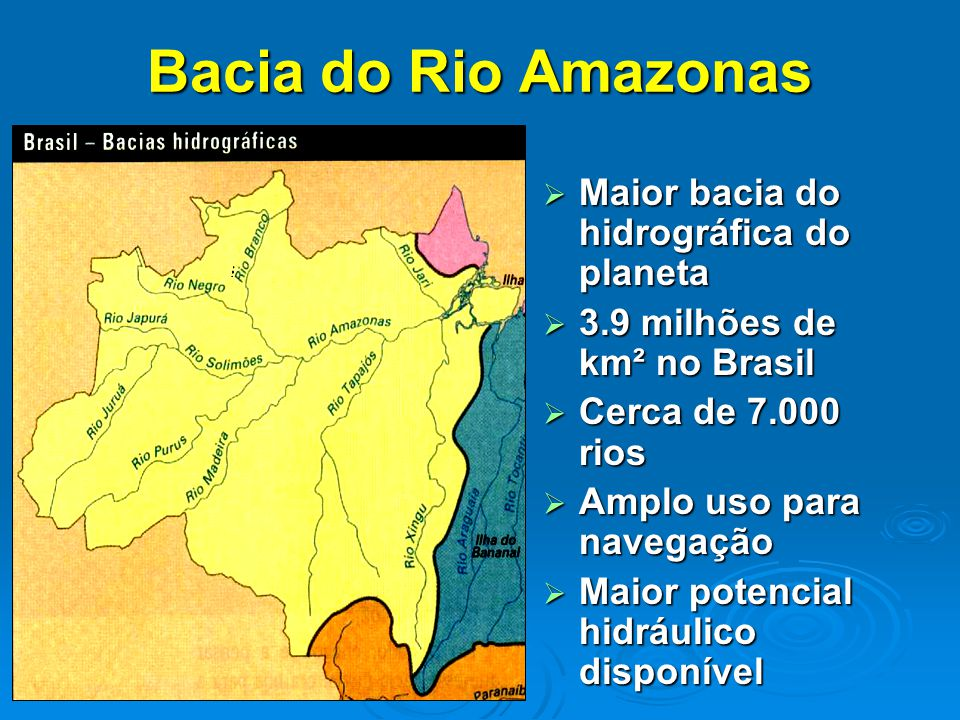 Bacia do Rio Amazonas
Brasil – Bacias hidrográficas
Rio Branco
Rio Negro
Rio Jari
Ilha
Rio Japurá
Rio Amazonas
Rio Solimões
Rio Tapajós
Rio Juruá
Rio Purus
Rio Madeira
Rio Xingu
Rio Araguaia
Rio Tocanti
Ilha do
Bananal
Paranaíb
➢ Maior bacia do
hidrográfica do
planeta
➢ 3.9 milhões de
km² no Brasil
➢ Cerca de 7.000
rios
➢ Amplo uso para
navegação
➢ Maior potencial
hidráulico
disponível